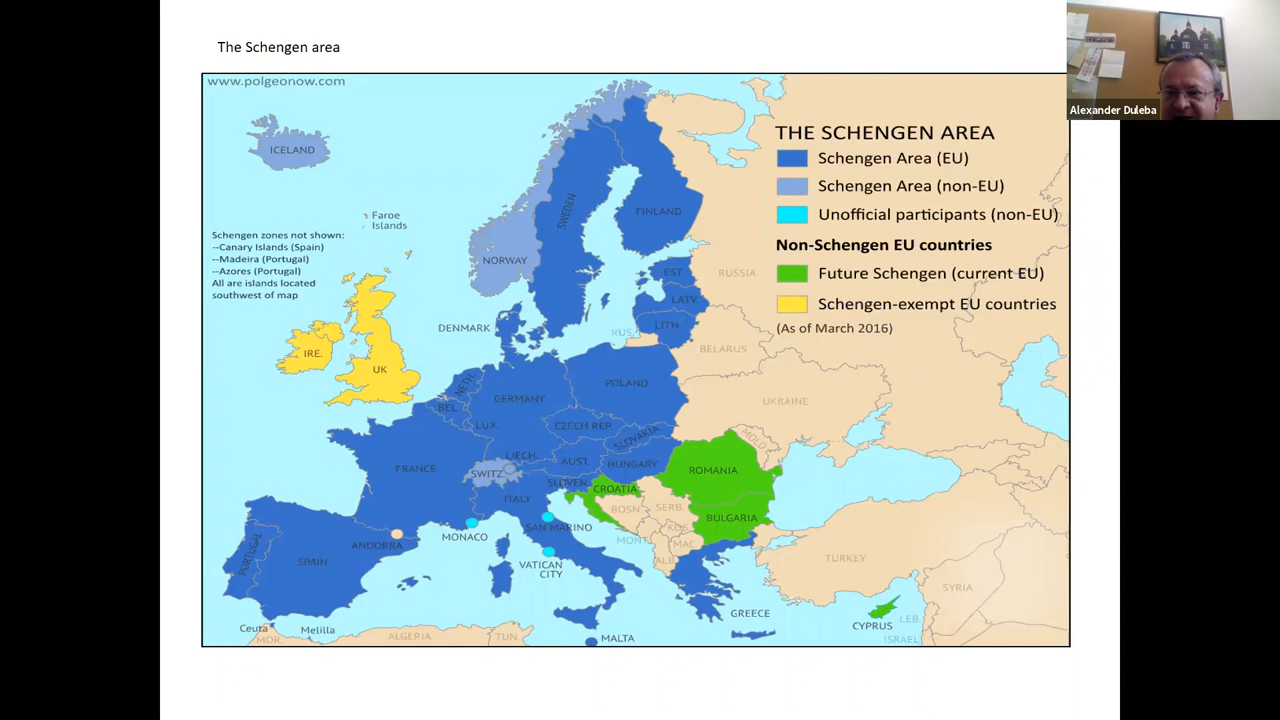 The Schengen area
Alexander Duleba
www.polgeonow.com
THE SCHENGEN AREA
Schengen Area (EU)
Schengen Area (non-EU)
Unofficial participants (non-EU)
Non-Schengen EU countries
Future Schengen (current EU)
Schengen-exempt EU countries
(As of March 2016)
ICELAND
Faroe
Islands
Schengen zones not shown:
--Canary Islands (Spain)
--Madeira (Portugal)
--Azores (Portugal)
All are islands located
southwest of map
SWEDEN
FINLAND
NORWAY
RUSSIA
EST.
LATV.
LITH.
DENMARK
RUS.
BELARUS
IRE.
UK
NETH.
BEL.
GERMANY
POLAND
UKRAINE
LUX.
CZECH REP.
SLOVAKIA
MOLD.
LIECH.
FRANCE
SWITZ.
AUST.
HUNGARY
ROMANIA
SLOVEN.
CROATIA
ITALY
BOSN.
SERB.
BULGARIA
SAN MARINO
MONACO
KOS.
MONT.
MAC.
ANDORRA
PORTUGAL
SPAIN
VATICAN
CITY
ALB.
TURKEY
SYRIA
GREECE
CYPRUS
LEB.
ISRAEL
Ceuta
Melilla
MOR.
ALGERIA
TUN.
MALTA